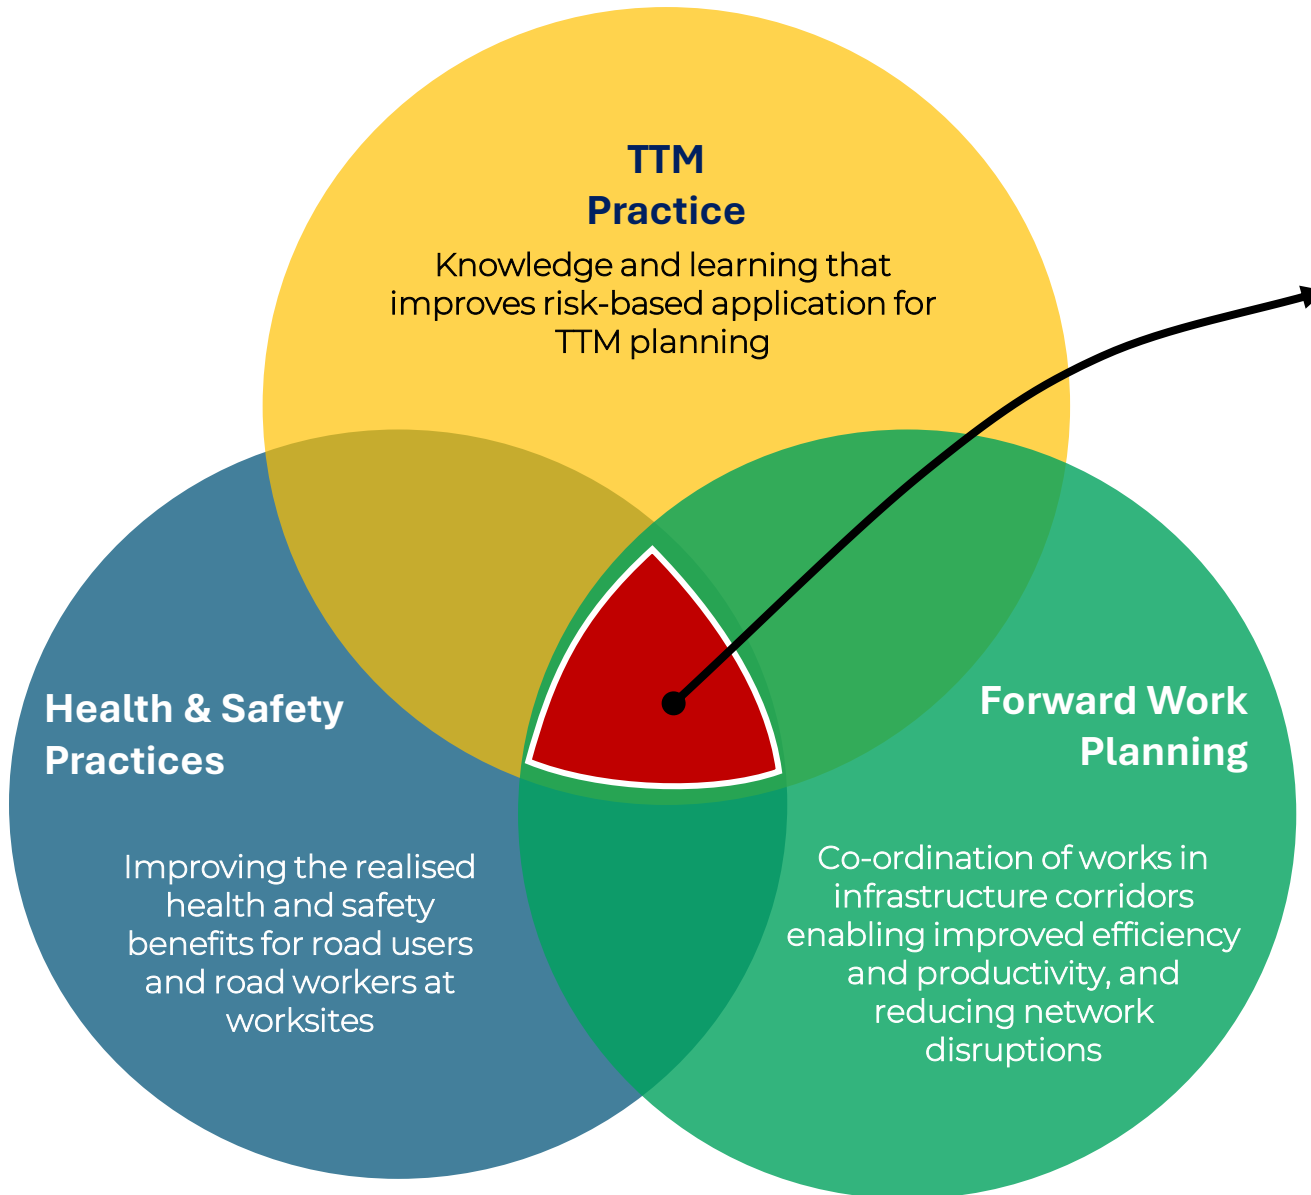 TTM
Practice
Knowledge and learning that
improves risk-based application for
TTM planning
Health & Safety
Practices
Improving the realised
health and safety
benefits for road users
and road workers at
worksites
Forward Work
Planning
Co-ordination of works in
infrastructure corridors
enabling improved efficiency
and productivity, and
reducing network
disruptions